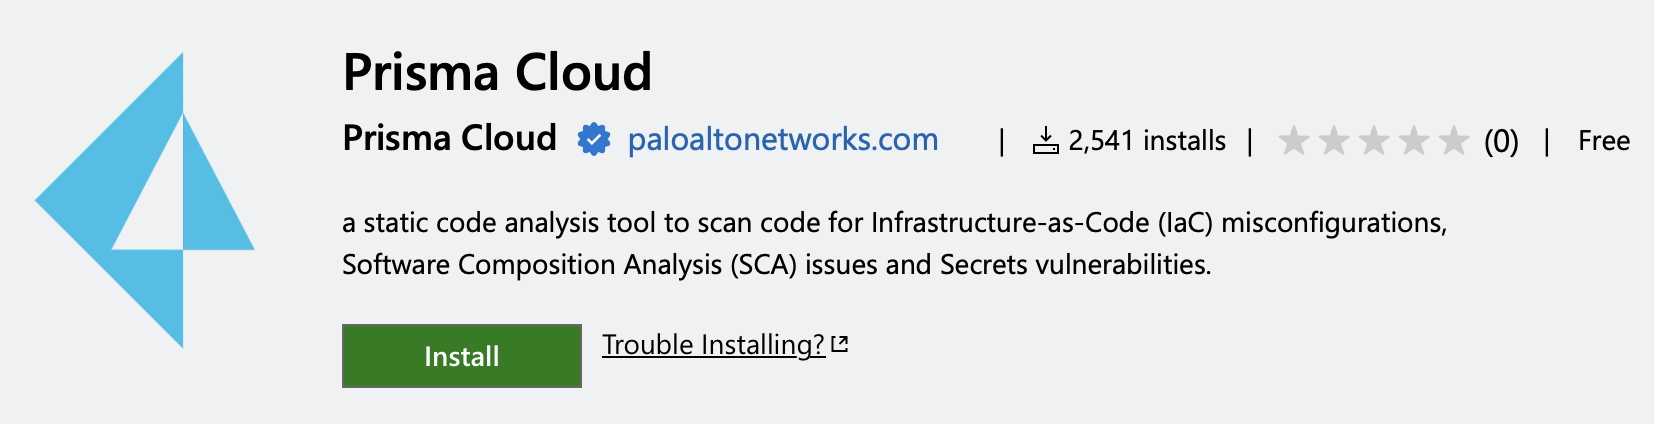 Prisma Cloud
Prisma Cloud paloaltonetworks.com | 2,541 installs | (0) | Free
a static code analysis tool to scan code for Infrastructure-as-Code (IaC) misconfigurations,
Software Composition Analysis (SCA) issues and Secrets vulnerabilities.
Install Trouble Installing?